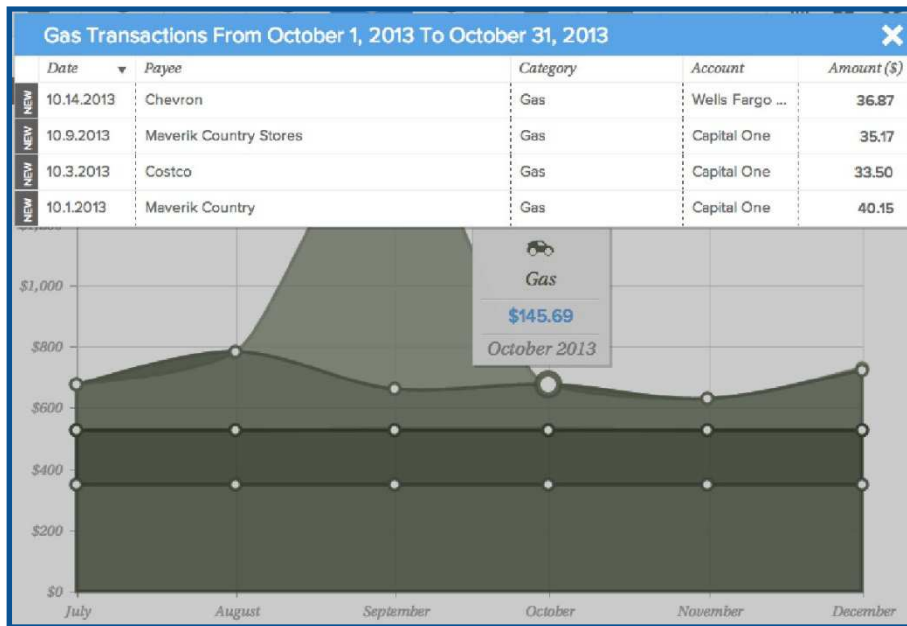 Gas Transactions From October 1, 2013 To October 31, 2013
Date Payee Category Account Amount ($)
NEW 10.14.2013 Chevron Gas Wells Fargo ... 36.87
NEW 10.9.2013 Maverik Country Stores Gas Capital One 35.17
NEW 10.3.2013 Costco Gas Capital One 33.50
NEW 10.1.2013 Maverik Country Gas Capital One 40.15
$1,000
Gas
$145.69
October 2013
$800
$600
$400
$200
$0
July August September October November December